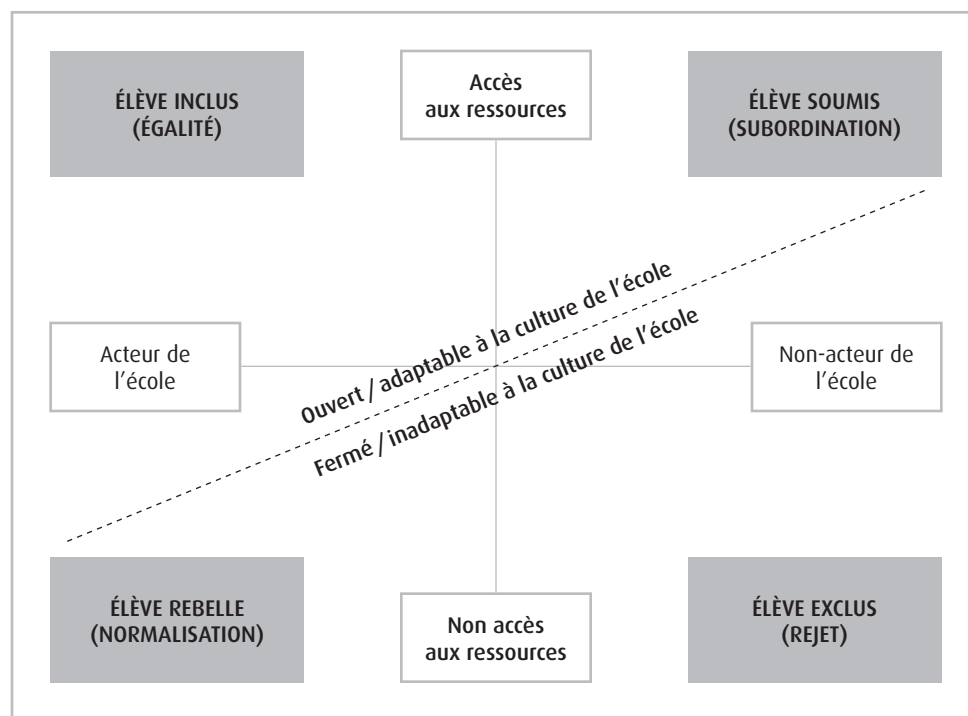 ÉLÈVE INCLUS
(ÉGALITÉ)
Accès
aux ressources
ÉLÈVE SOUMIS
(SUBORDINATION)
Ouvert / adaptable à la culture de l'école
Fermé / inadaptable à la culture de l'école
Acteur de
l'école
Non-acteur de
l'école
ÉLÈVE REBELLE
(NORMALISATION)
Non accès
aux ressources
ÉLÈVE EXCLUS
(REJET)